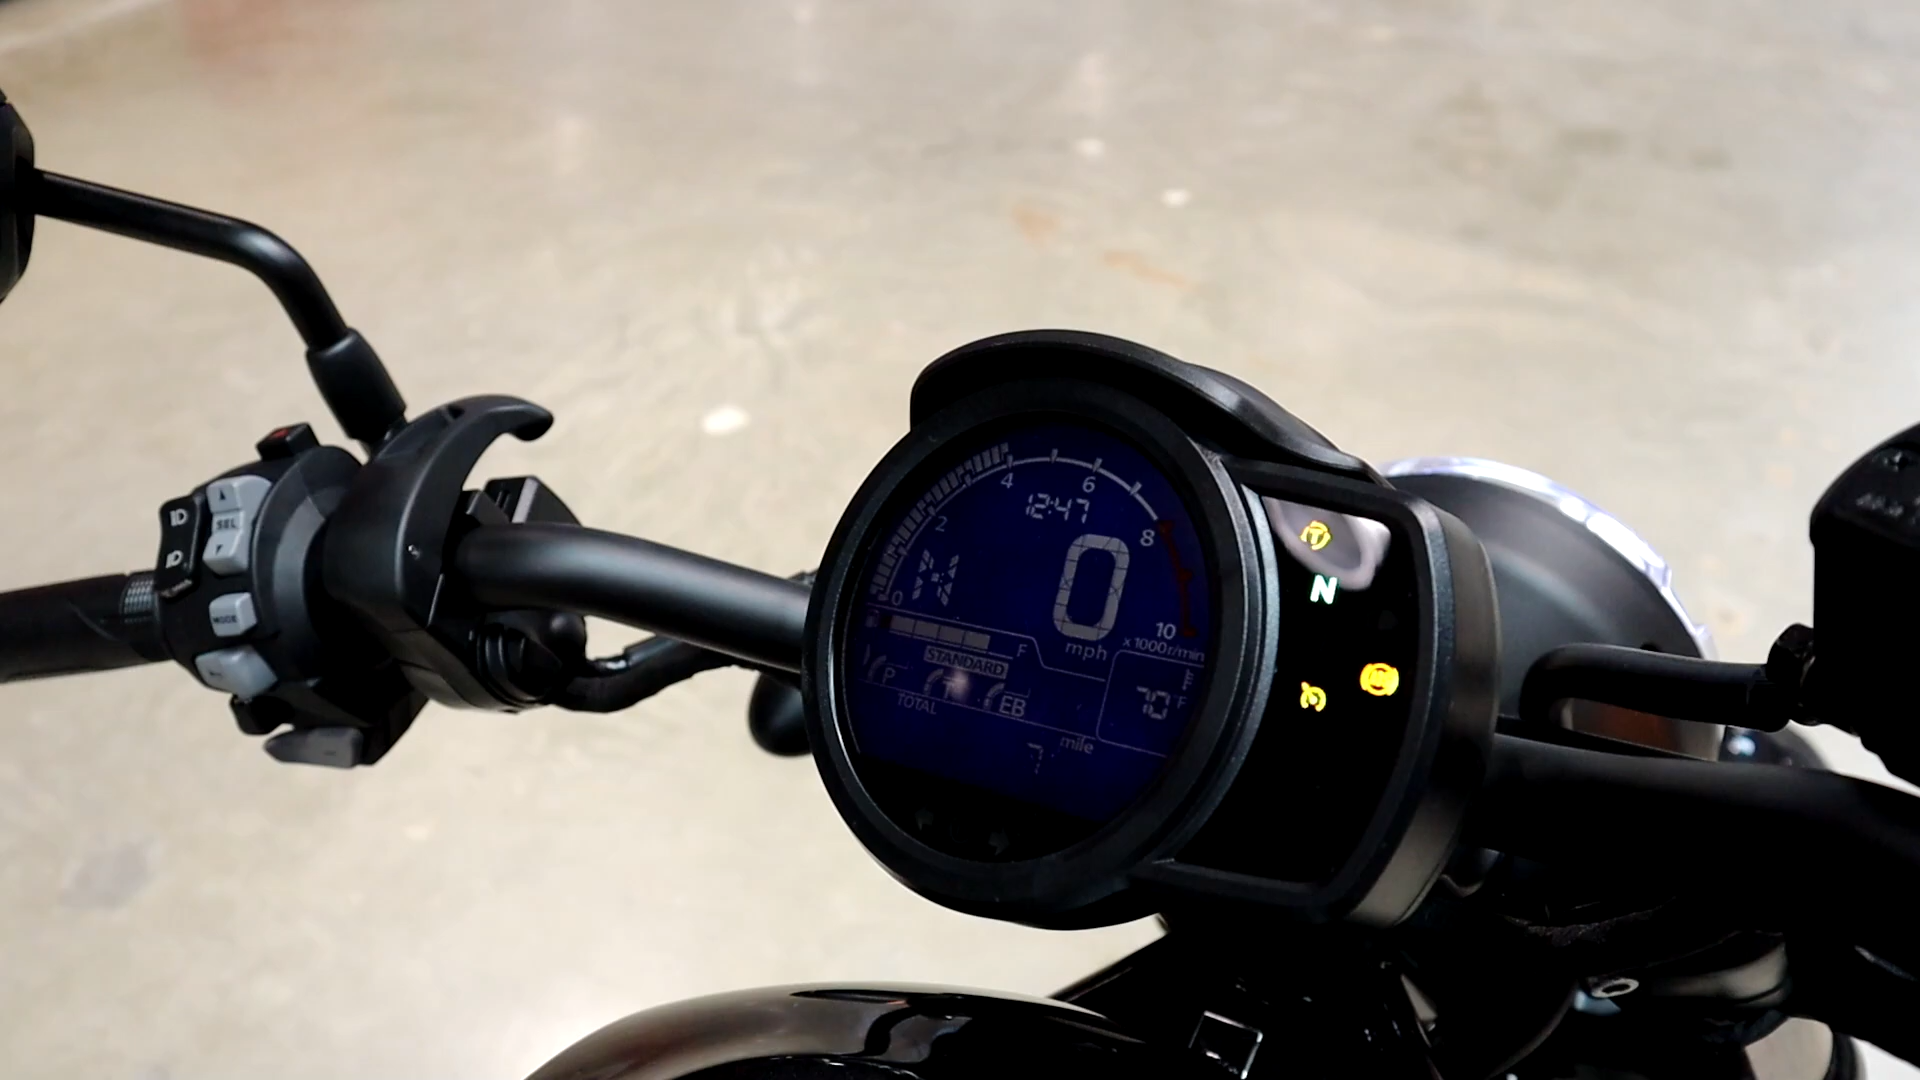 SEL
MODE
4
6
12:47
2
8
0
0
10
mph
x1000r/min
F
STANDARD
P
T
EB
70
F
TOTAL
7
mile
T
N